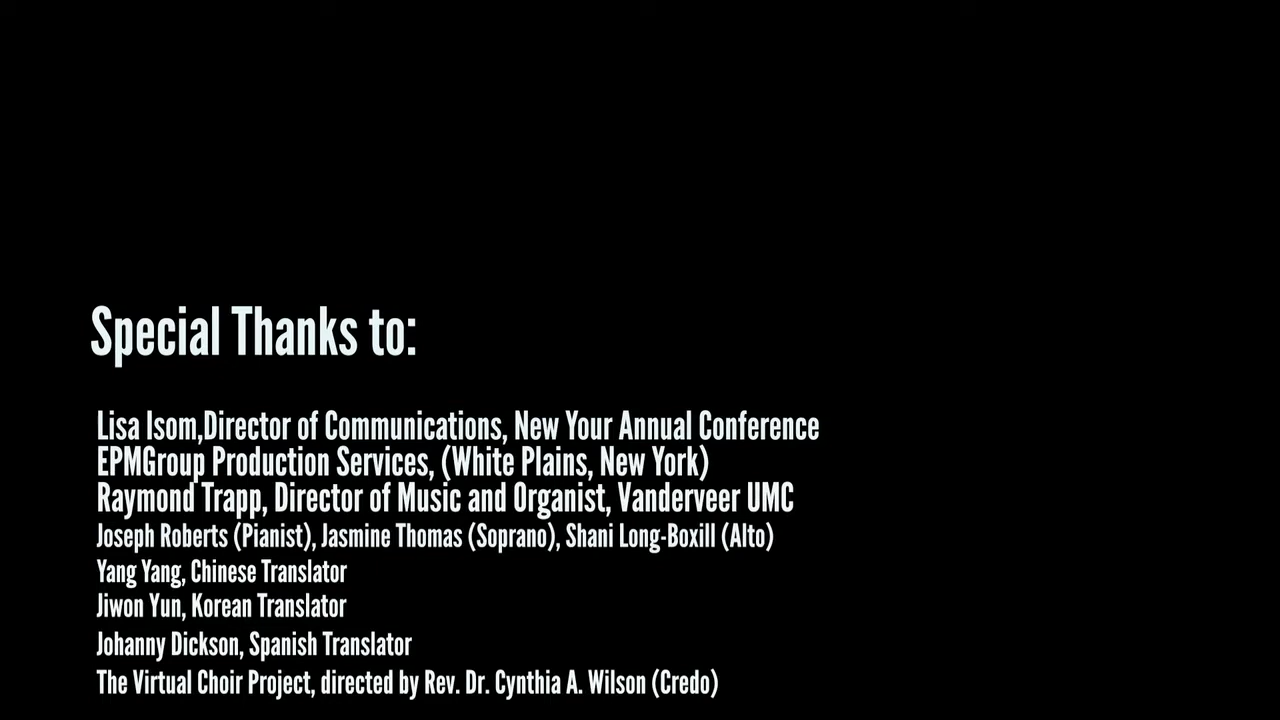 Special Thanks to:
Lisa Isom,Director of Communications, New Your Annual Conference
EPMGroup Production Services, (White Plains, New York)
Raymond Trapp, Director of Music and Organist, Vanderveer UMC
Joseph Roberts (Pianist), Jasmine Thomas (Soprano), Shani Long-Boxill (Alto)
Yang Yang, Chinese Translator
Jiwon Yun, Korean Translator
Johanny Dickson, Spanish Translator
The Virtual Choir Project, directed by Rev. Dr. Cynthia A. Wilson (Credo)